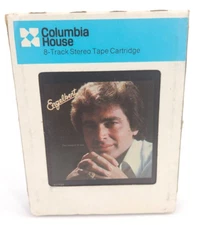 Columbia
House
8-Track Stereo Tape Cartridge
Engelbert